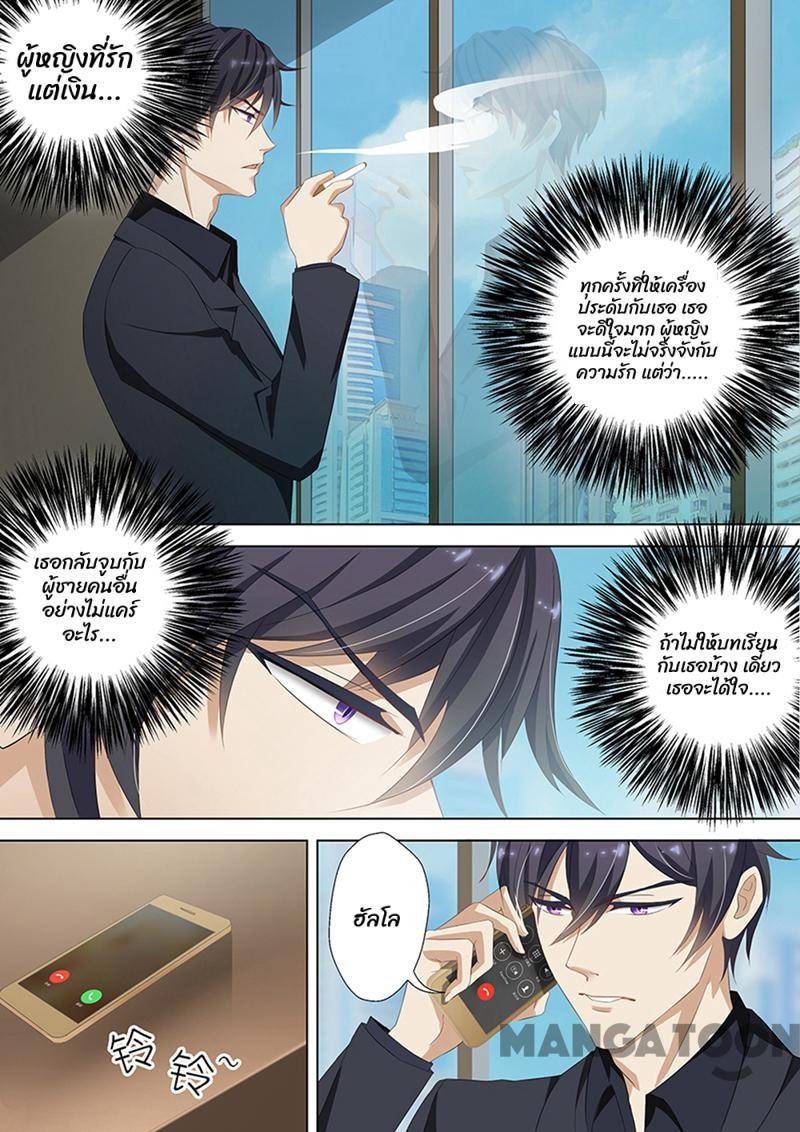 ผู้หญิงที่รัก
แต่เงิน...
ทุกครั้งที่ให้เครื่อง
ประดับกับเธอ เธอ
จะดีใจมาก ผู้หญิง
แบบนี้จะไม่จริงจังกับ
ความรัก แต่ว่า.....
เธอกลับจูบกับ
ผู้ชายคนอื่น
อย่างไม่แคร์
อะไร...
ถ้าไม่ให้บทเรียน
กับเธอบ้าง เดี๋ยว
เธอจะได้ใจ....
铃铃~
ฮัลโล
MANGATOON